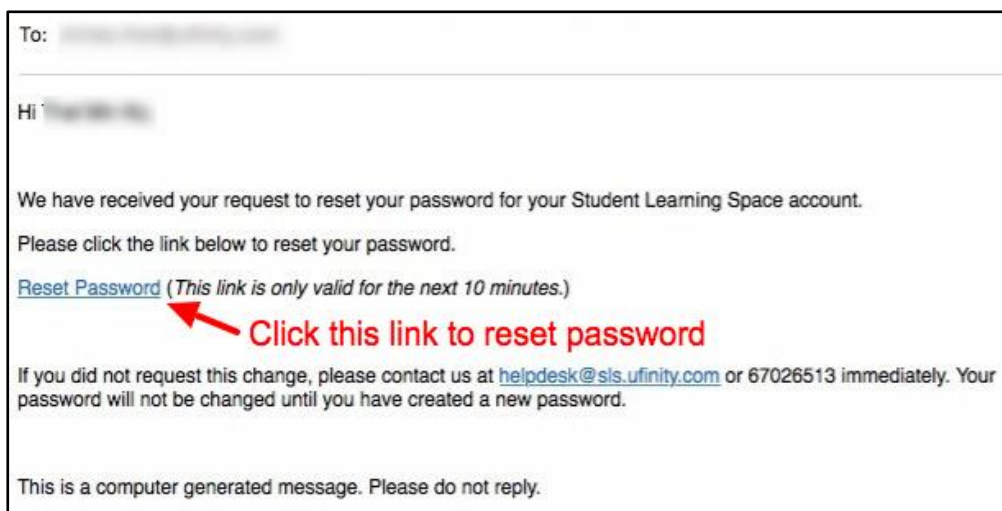 To:
Hi
We have received your request to reset your password for your Student Learning Space account.
Please click the link below to reset your password.
Reset Password (This link is only valid for the next 10 minutes.)
Click this link to reset password
If you did not request this change, please contact us at helpdesk@sls.ufinity.com or 67026513 immediately. Your
password will not be changed until you have created a new password.
This is a computer generated message. Please do not reply.